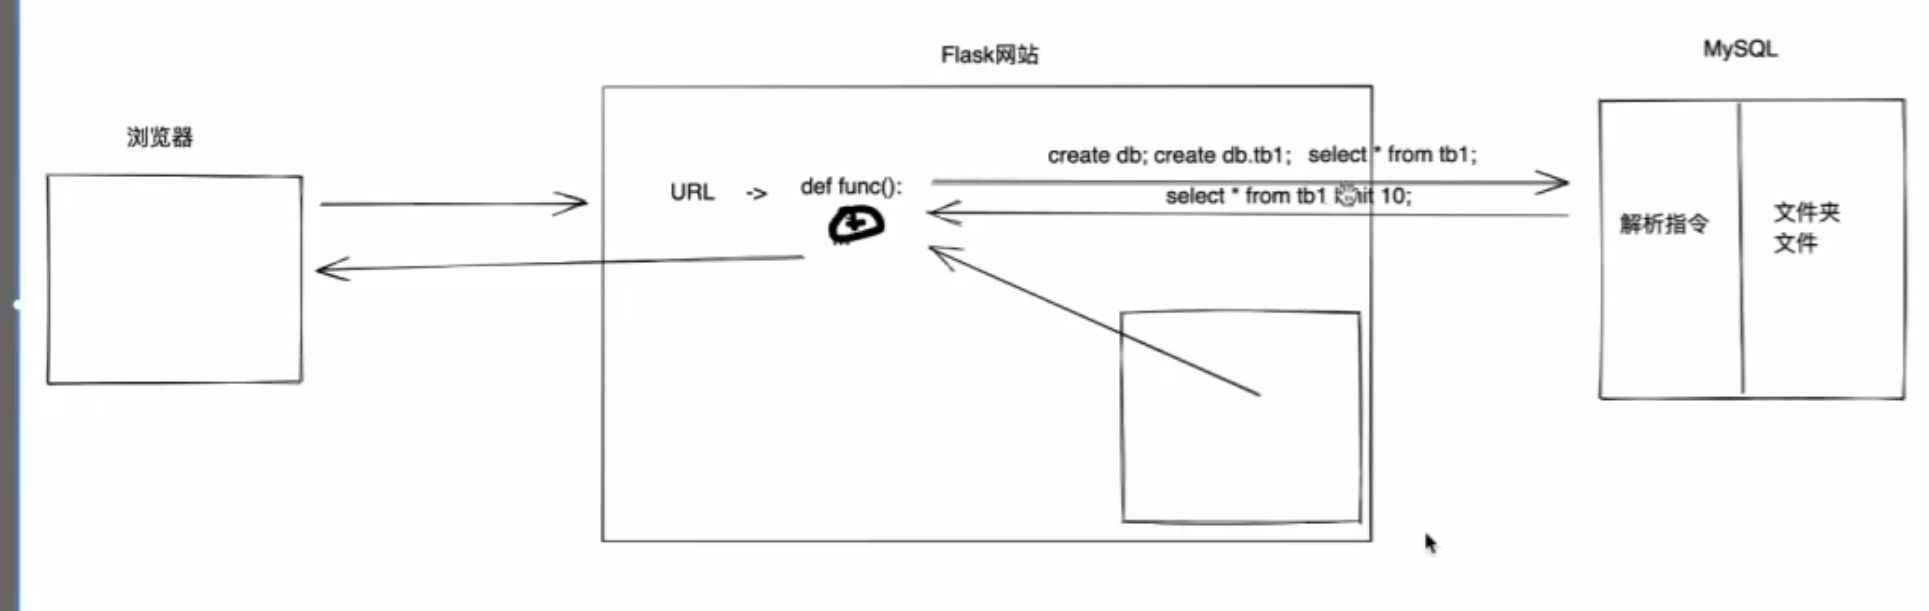 Flask网站
MySQL
浏览器
create db; create db.tb1; select * from tb1;
URL -> def func():
select * from tb1 10;
解析指令
文件夹
文件